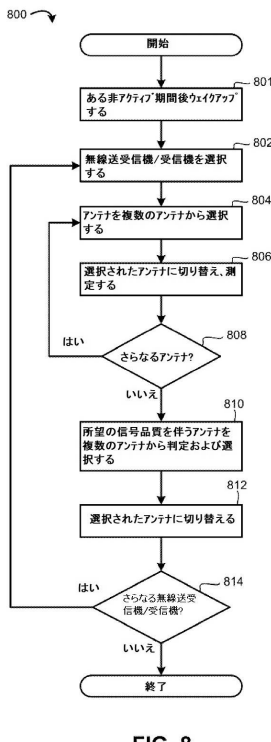 800
開始
801
ある非アクティブ期間後ウェイクアップ
する
802
無線送受信機/受信機を選択
する
804
アンテナを複数のアンテナから選択
する
806
選択されたアンテナに切り替え、測
定する
808
はい
さらなるアンテナ?
いいえ
810
所望の信号品質を伴うアンテナを
複数のアンテナから判定および選
択する
812
選択されたアンテナに切り替える
814
はい
さらなる無線送受
信機/受信機?
いいえ
終了
FIG. 8